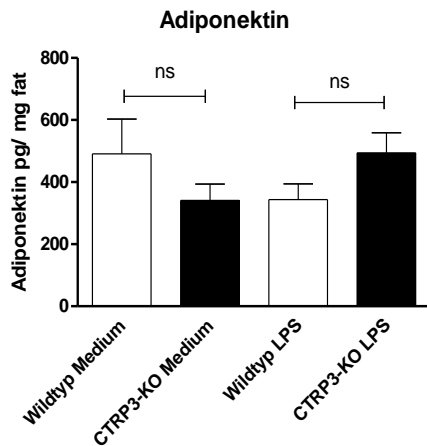 Adiponektin
Adiponektin pg/ mg fat
800
600
400
200
0
ns
ns
Wildtyp Medium
CTRP3-KO Medium
Wildtyp LPS
CTRP3-KO LPS